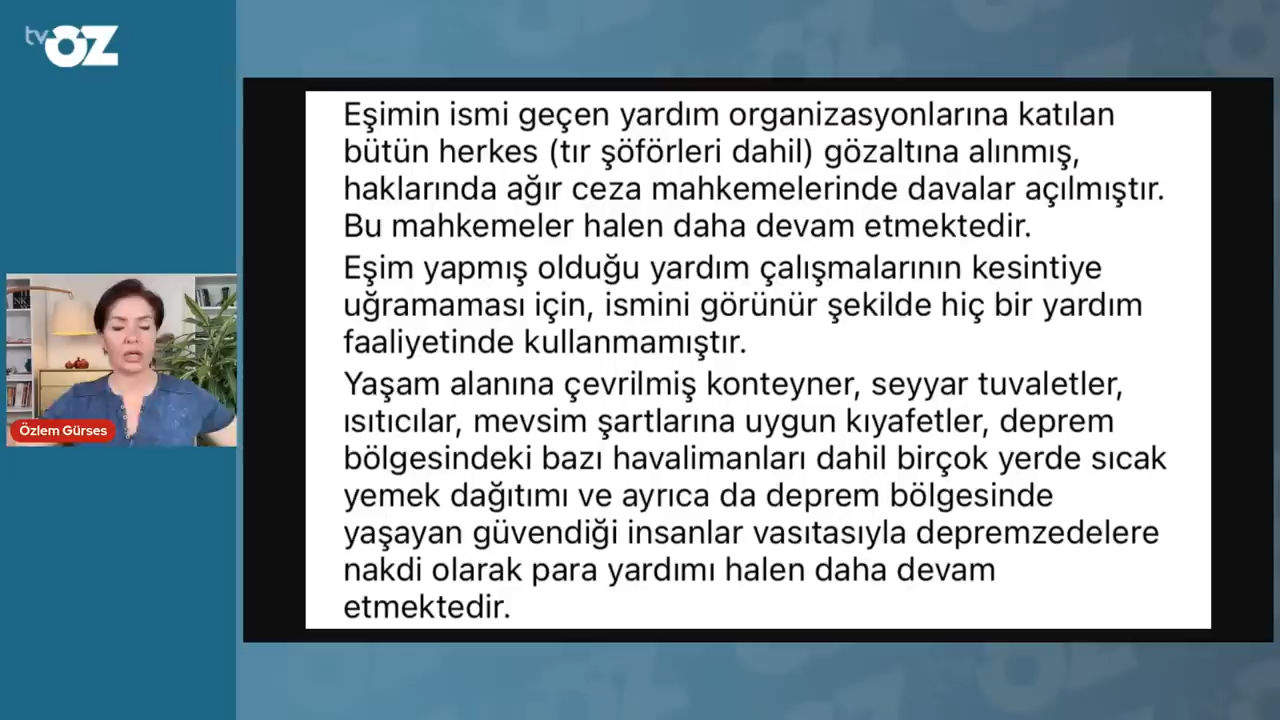 tv ÖZ
Eşimin ismi geçen yardım organizasyonlarına katılan
bütün herkes (tır şöförleri dahil) gözaltına alınmış,
haklarında ağır ceza mahkemelerinde davalar açılmıştır.
Bu mahkemeler halen daha devam etmektedir.
Eşim yapmış olduğu yardım çalışmalarının kesintiye
uğramaması için, ismini görünür şekilde hiç bir yardım
faaliyetinde kullanmamıştır.
Yaşam alanına çevrilmiş konteyner, seyyar tuvaletler,
ısıtıcılar, mevsim şartlarına uygun kıyafetler, deprem
bölgesindeki bazı havalimanları dahil birçok yerde sıcak
yemek dağıtımı ve ayrıca da deprem bölgesinde
yaşayan güvendiği insanlar vasıtasıyla depremzedelere
nakdi olarak para yardımı halen daha devam
etmektedir.
Özlem Gürses